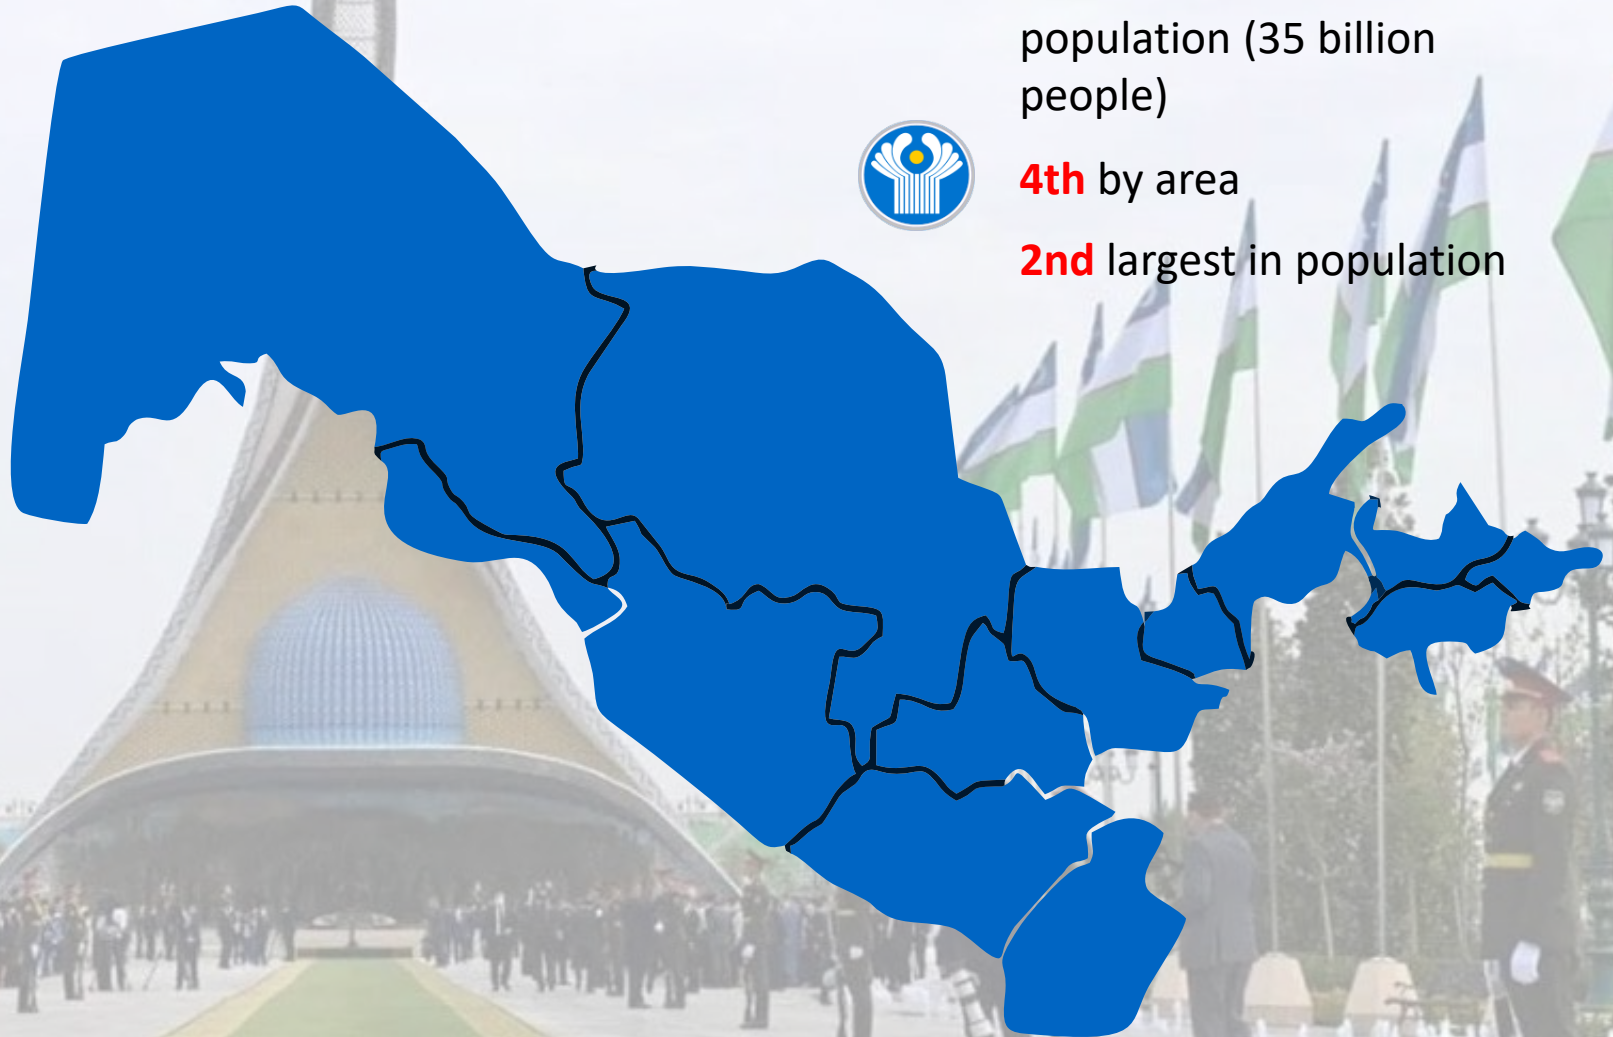 population (35 billion
people)
4th by area
2nd largest in population